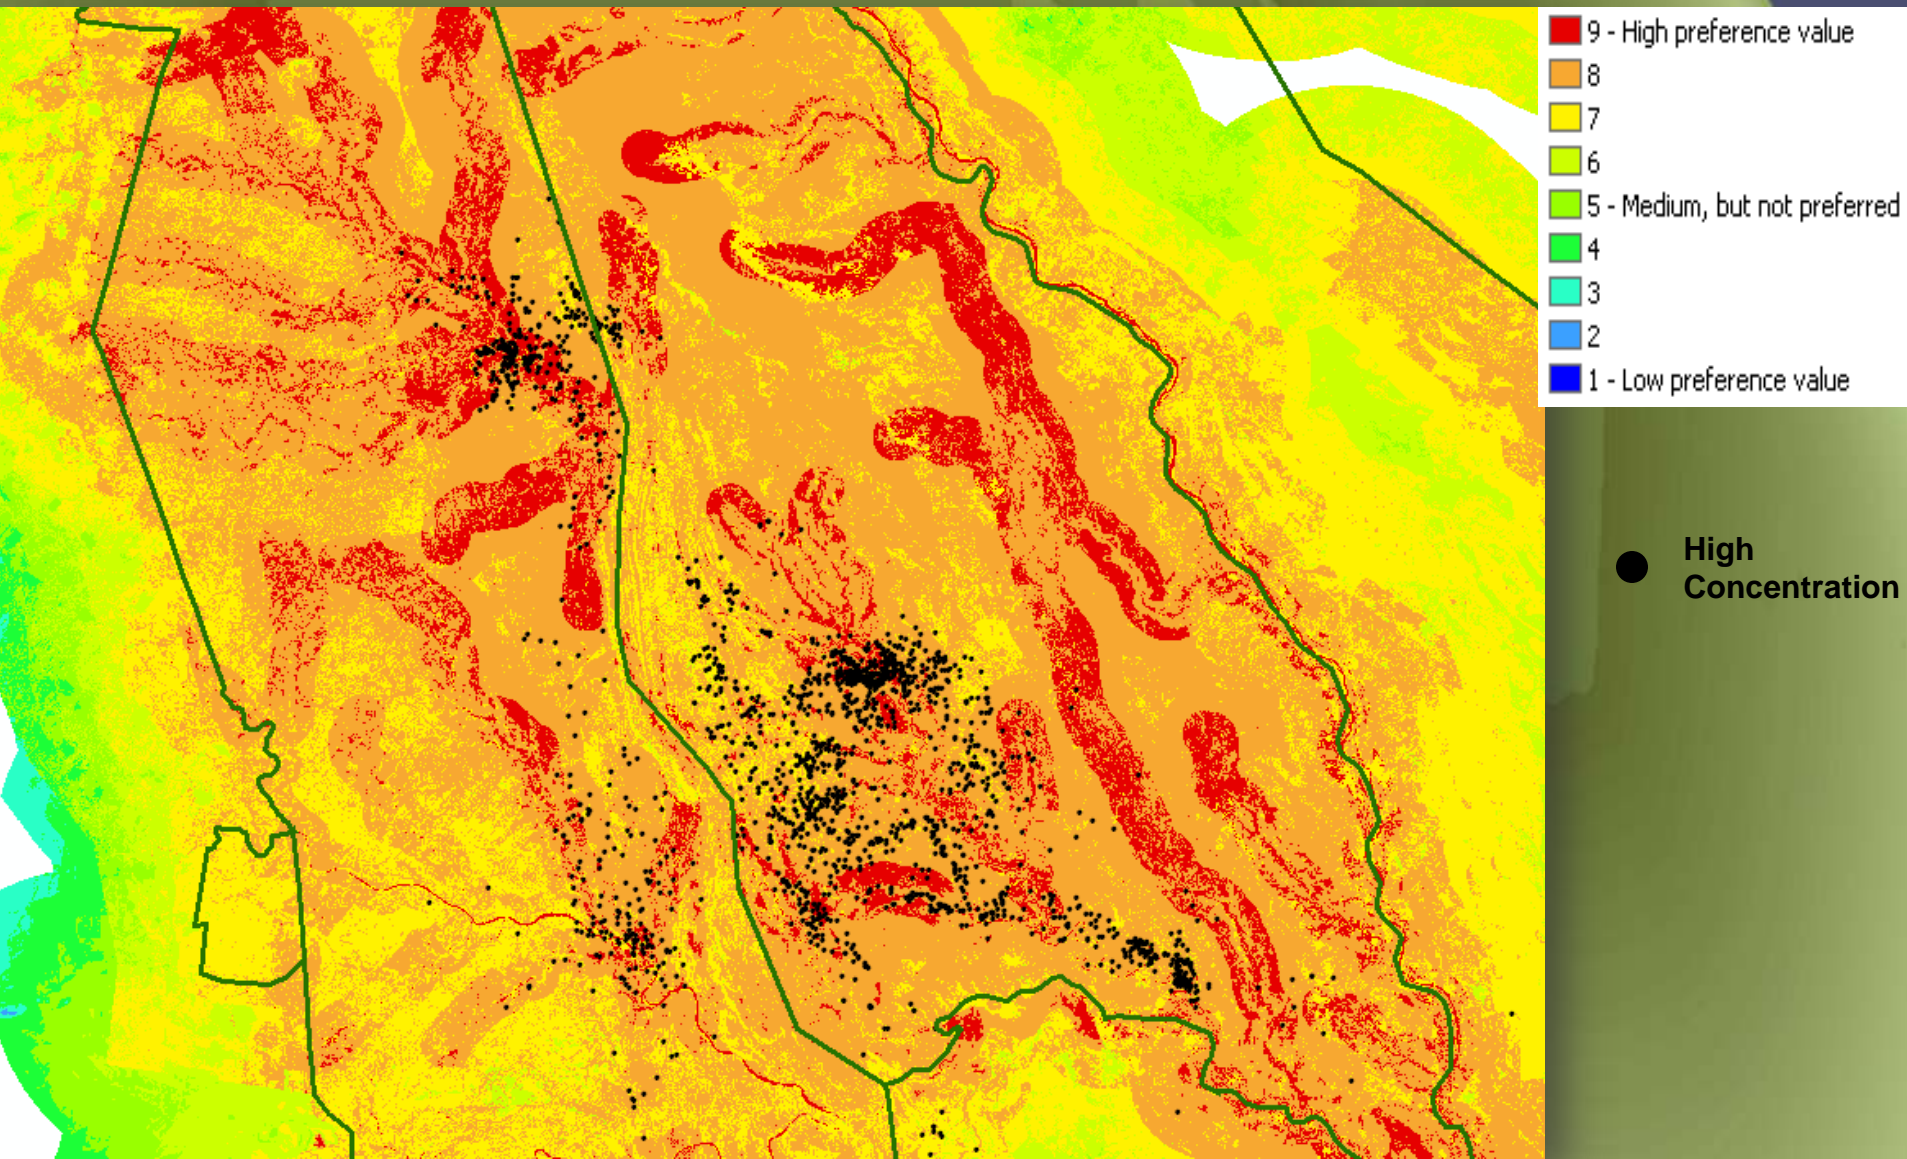 9 - High preference value
8
7
6
5 - Medium, but not preferred
4
3
2
1 - Low preference value
High
Concentration